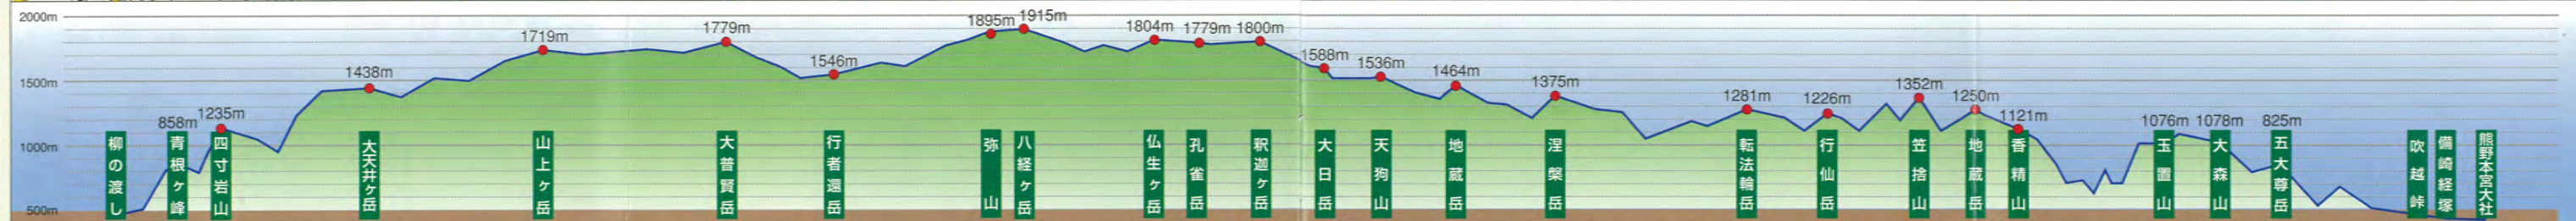 2000m
1500m
1000m
500m
858m
1235m
1438m
1719m
1779m
1546m
1895m
1915m
1804m
1779m
1800m
1588m
1536m
1464m
1375m
1281m
1226m
1352m
1250m
1121m
1076m
1078m
825m
柳の渡し
青根ヶ峰
四寸岩山
大天井ヶ岳
山上ヶ岳
大普賢岳
行者還岳
弥山
八経ヶ岳
仏生ヶ岳
孔雀岳
釈迦ヶ岳
大日岳
天狗山
地蔵岳
涅槃岳
転法輪岳
行仙岳
笠捨山
地蔵岳
香精山
玉置山
大森山
五大尊岳
吹越峠
備崎経塚
熊野本宮大社